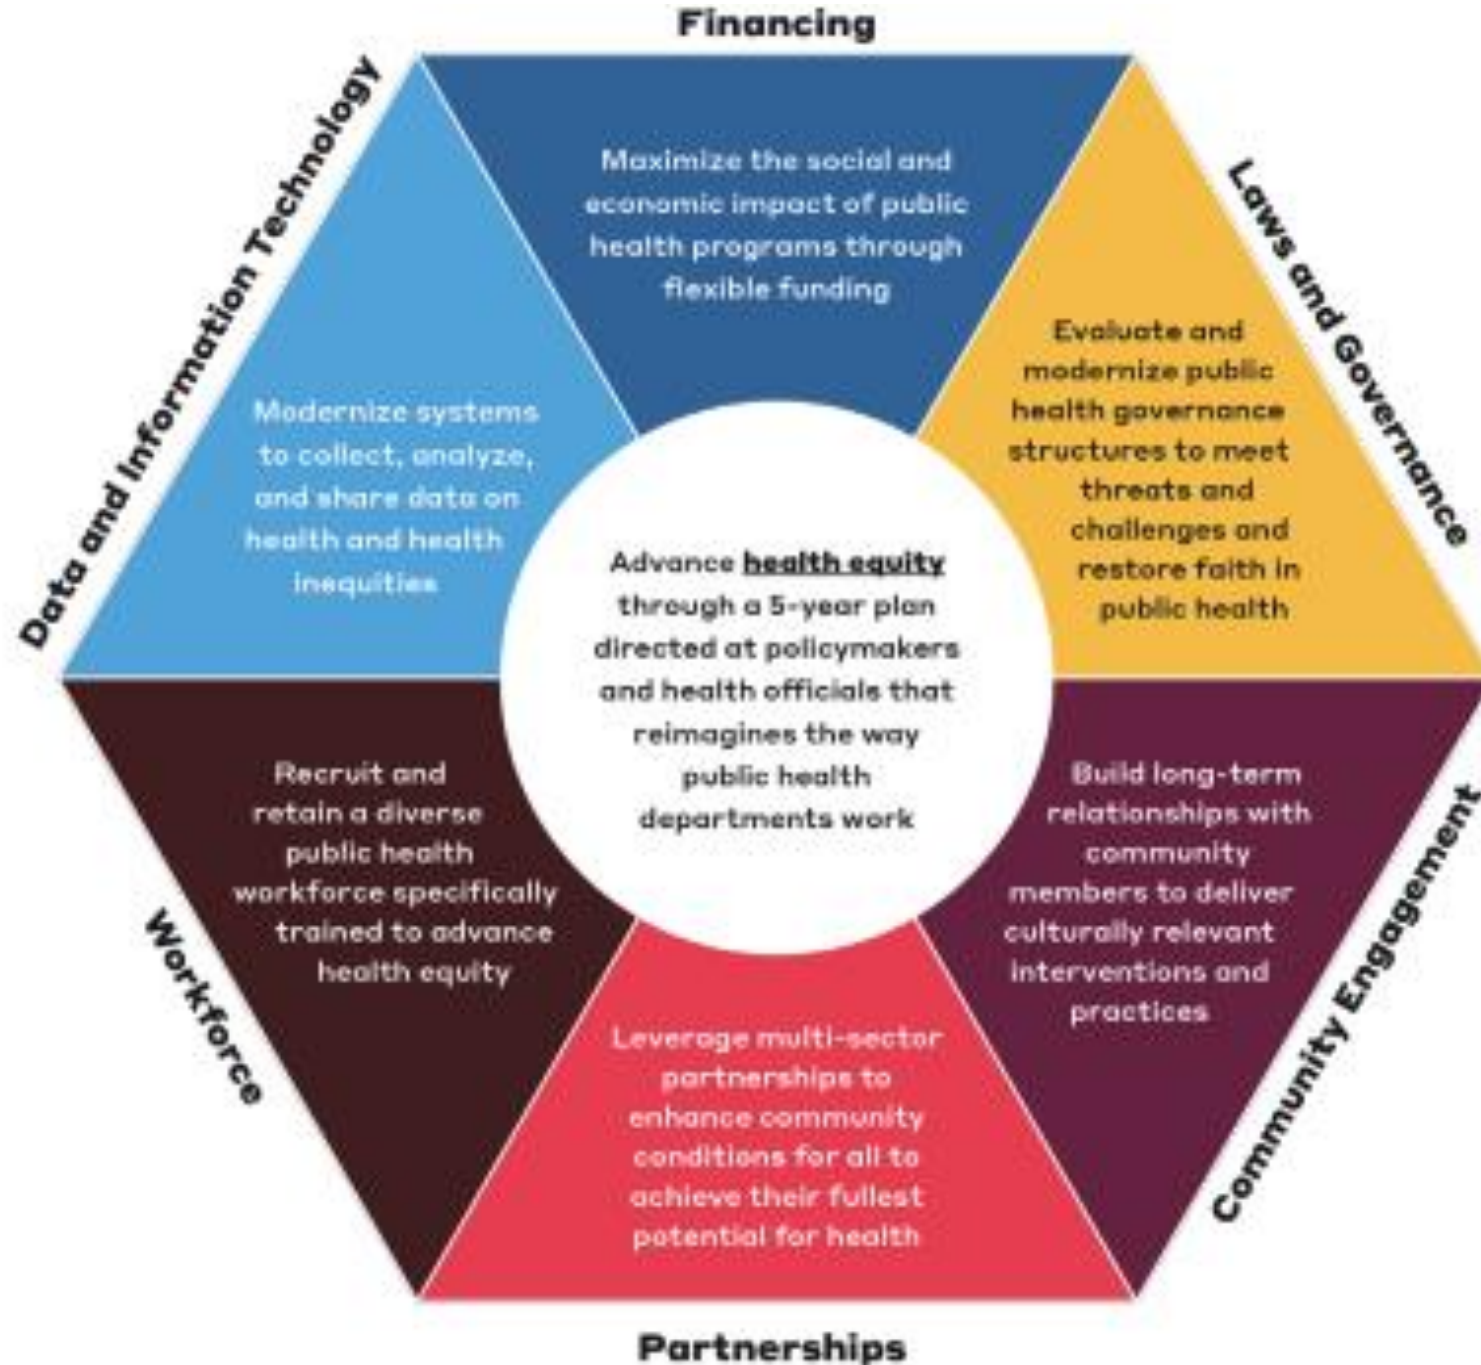 Financing
Maximize the social and
economic impact of public
health programs through
flexible funding
Laws and Governance
Evaluate and
modernize public
health governance
structures to meet
threats and
challenges and
restore faith in
public health
Community Engagement
Build long-term
relationships with
community
members to deliver
culturally relevant
interventions and
practices
Partnerships
Leverage multi-sector
partnerships to
enhance community
conditions for all to
achieve their fullest
potential for health
Workforce
Recruit and
retain a diverse
public health
workforce specifically
trained to advance
health equity
Data and Information Technology
Modernize systems
to collect, analyze,
and share data on
health and health
inequities
Advance health equity
through a 5-year plan
directed at policymakers
and health officials that
reimagines the way
public health
departments work